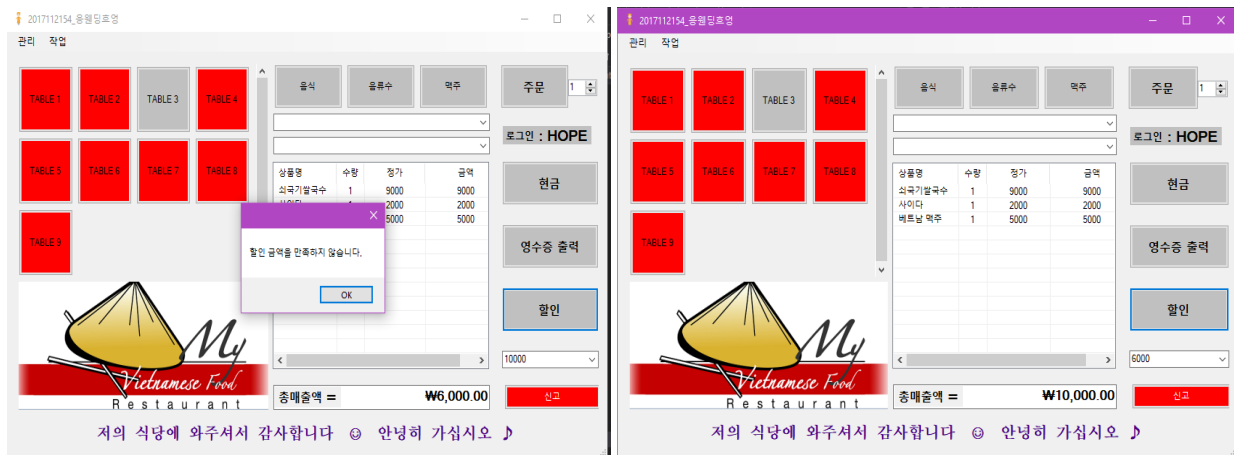 2017112154_응웬딩효영
관리 작업
TABLE 1 TABLE 2 TABLE 3 TABLE 4
TABLE 5 TABLE 6 TABLE 7 TABLE 8
TABLE 9
음식 음류수 맥주 주문 1
로그인 : HOPE
상품명 수량 정가 금액
쇠국기쌀국수 1 9000 9000
2000 2000
5000 5000
할인 금액을 만족하지 않습니다.
OK
현금
영수증 출력
할인
10000
신고
My
Vietnamese Food
Restaurant
총매출액 = ₩6,000.00
저의 식당에 와주셔서 감사합니다 ☺ 안녕히 가십시오 ♪
2017112154_응웬딩효영
관리 작업
TABLE 1 TABLE 2 TABLE 3 TABLE 4
TABLE 5 TABLE 6 TABLE 7 TABLE 8
TABLE 9
음식 음류수 맥주 주문 1
로그인 : HOPE
상품명 수량 정가 금액
쇠국기쌀국수 1 9000 9000
사이다 1 2000 2000
베트남 맥주 1 5000 5000
현금
영수증 출력
할인
6000
신고
My
Vietnamese Food
Restaurant
총매출액 = ₩10,000.00
저의 식당에 와주셔서 감사합니다 ☺ 안녕히 가십시오 ♪